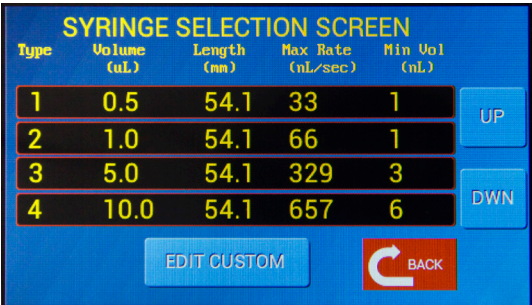 SYRINGE SELECTION SCREEN
Type Volume Length Max Rate Min Vol
(uL) (mm) (nL/sec) (nL)
1 0.5 54.1 33 1
UP
2 1.0 54.1 66 1
3 5.0 54.1 329 3
DWN
4 10.0 54.1 657 6
EDIT CUSTOM BACK